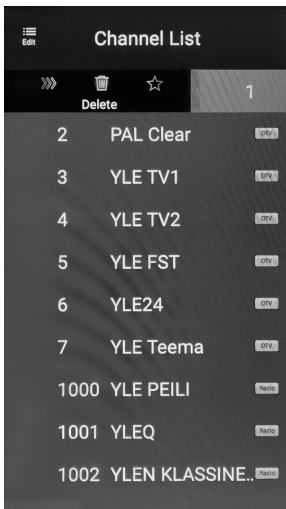 Edit
Channel List
Delete
1
2 PAL Clear DTV
3 YLE TV1 DTV
4 YLE TV2 DTV
5 YLE FST DTV
6 YLE24 DTV
7 YLE Teema DTV
1000 YLE PEILI Radio
1001 YLEQ Radio
1002 YLEN KLASSINE.. Radio